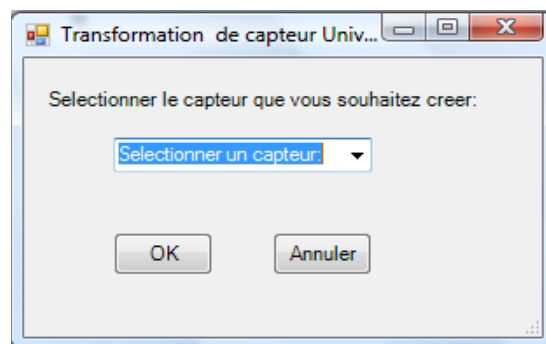 Transformation de capteur Univ...
Selectionner le capteur que vous souhaitez creer:
Selectionner un capteur:
OK Annuler